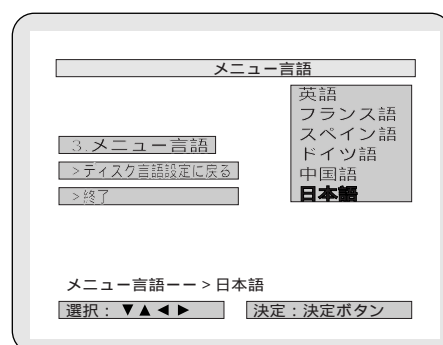 メニュー言語
英語
フランス語
スペイン語
ドイツ語
中国語
日本語
3.メニュー言語
>ディスク言語設定に戻る
>終了
メニュー言語ーー>日本語
選択：▼▲◀▶
決定：決定ボタン